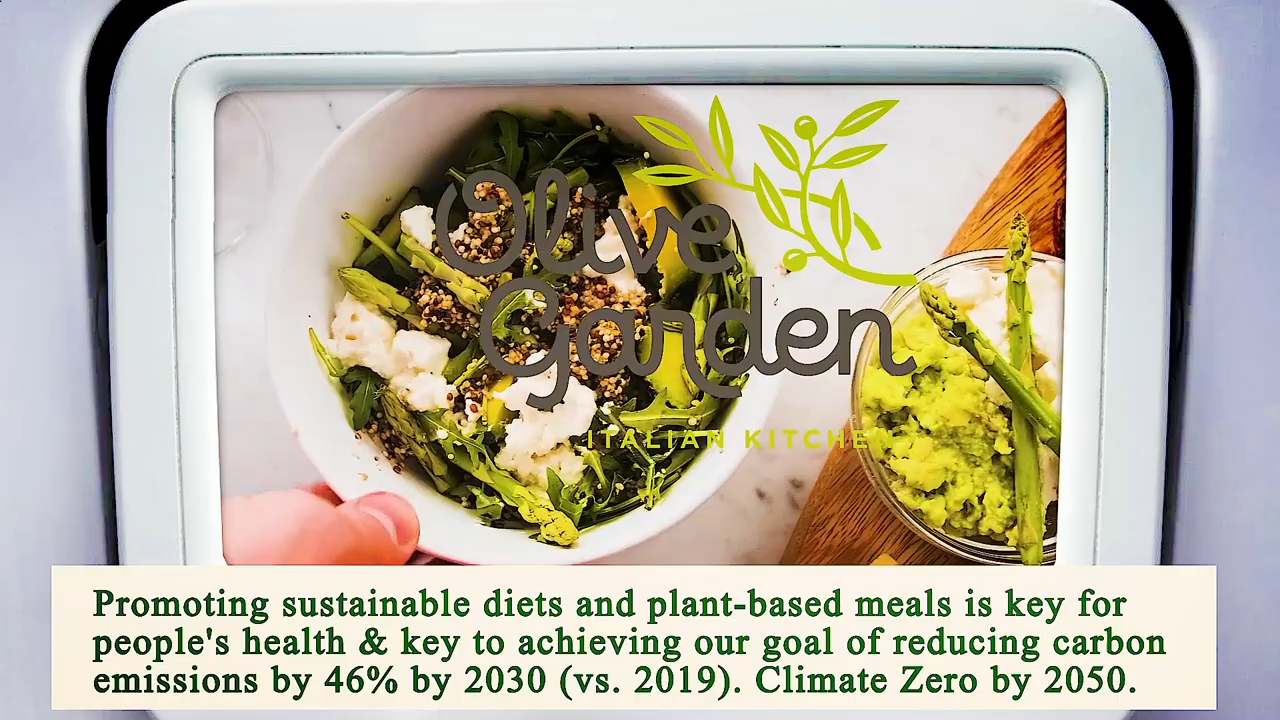 Olive
Garden
ITALIAN KITCHEN
Promoting sustainable diets and plant-based meals is key for
people's health & key to achieving our goal of reducing carbon
emissions by 46% by 2030 (vs. 2019). Climate Zero by 2050.